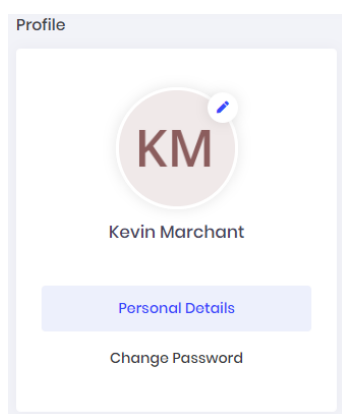 Profile
KM
Kevin Marchant
Personal Details
Change Password